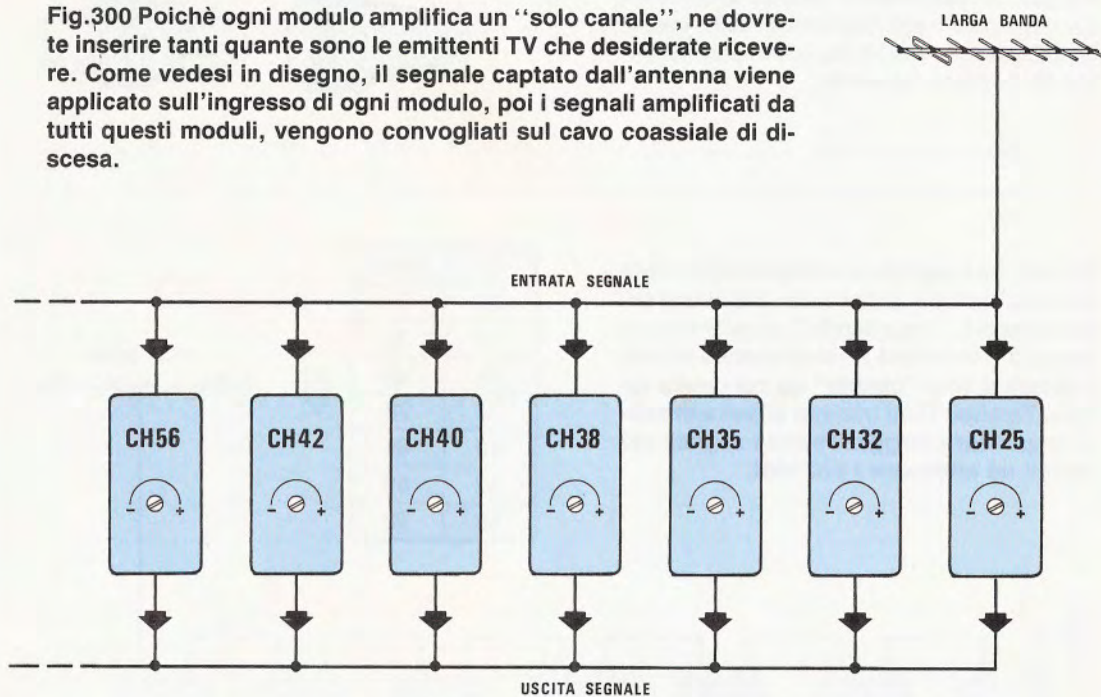 Fig.300 Poichè ogni modulo amplifica un ‘‘solo canale’’, ne dovre-
te inserire tanti quante sono le emittenti TV che desiderate riceve-
re. Come vedesi in disegno, il segnale captato dall'antenna viene
applicato sull'ingresso di ogni modulo, poi i segnali amplificati da
tutti questi moduli, vengono convogliati sul cavo coassiale di di-
scesa.
LARGA BANDA
ENTRATA SEGNALE
CH56 CH42 CH40 CH38 CH35 CH32 CH25
- + - + - + - + - + - + - +
USCITA SEGNALE